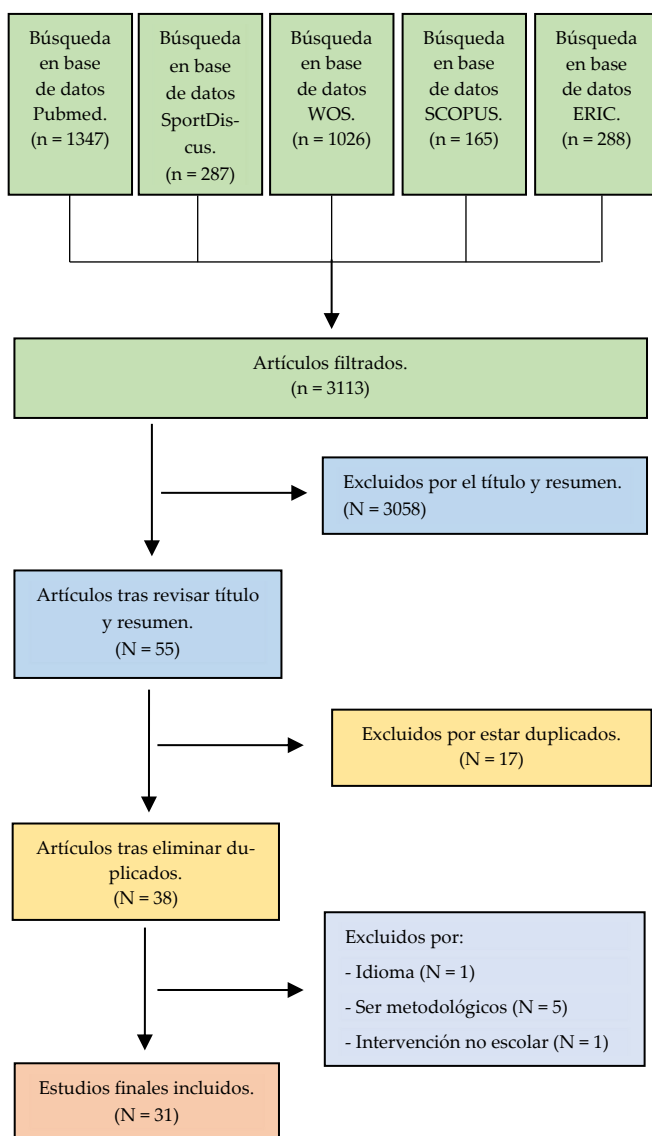 Búsqueda
en base
de datos
Pubmed.
(n = 1347)
Búsqueda
en base
de datos
SportDis-
cus.
(n = 287)
Búsqueda
en base
de datos
WOS.
(n = 1026)
Búsqueda
en base
de datos
SCOPUS.
(n = 165)
Búsqueda
en base
de datos
ERIC.
(n = 288)
Artículos filtrados.
(n = 3113)
Excluidos por el título y resumen.
(N = 3058)
Artículos tras revisar título
y resumen.
(N = 55)
Excluidos por estar duplicados.
(N = 17)
Artículos tras eliminar du-
plicados.
(N = 38)
Excluidos por:
- Idioma (N = 1)
- Ser metodológicos (N = 5)
- Intervención no escolar (N = 1)
Estudios finales incluidos.
(N = 31)